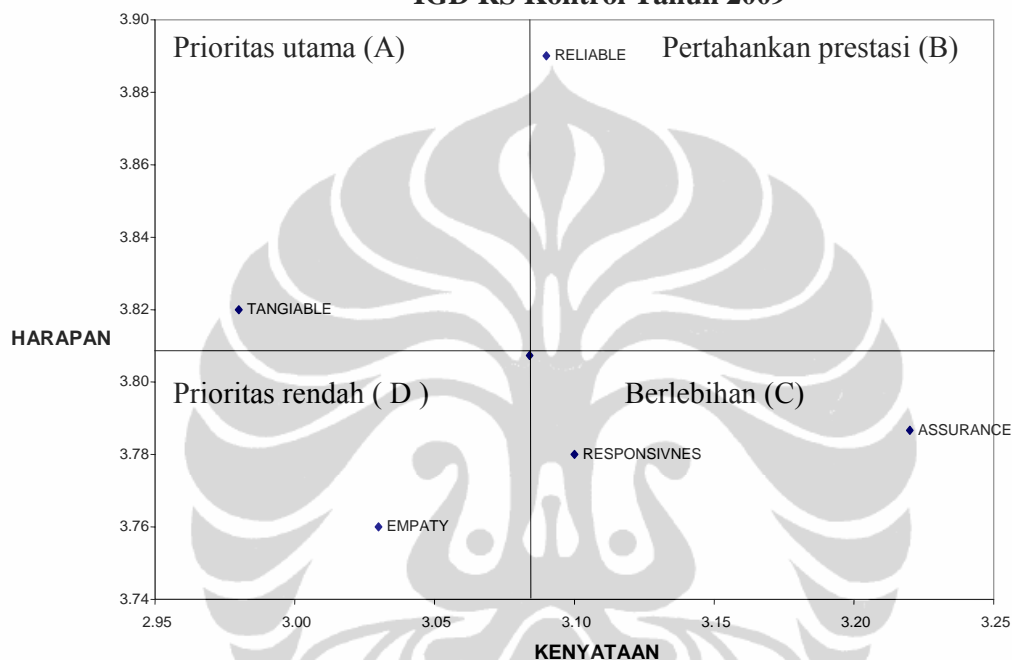 IGD RS Kontrol Tahun 2009
3.90
Prioritas utama (A)
RELIABLE
Pertahankan prestasi (B)
3.88
3.86
3.84
3.82
TANGIABLE
HARAPAN
3.80
Prioritas rendah ( D )
Berlebihan (C)
ASSURANCE
3.78
RESPONSIVNES
3.76
EMPATY
3.74
2.95 3.00 3.05 3.10 3.15 3.20 3.25
KENYATAAN